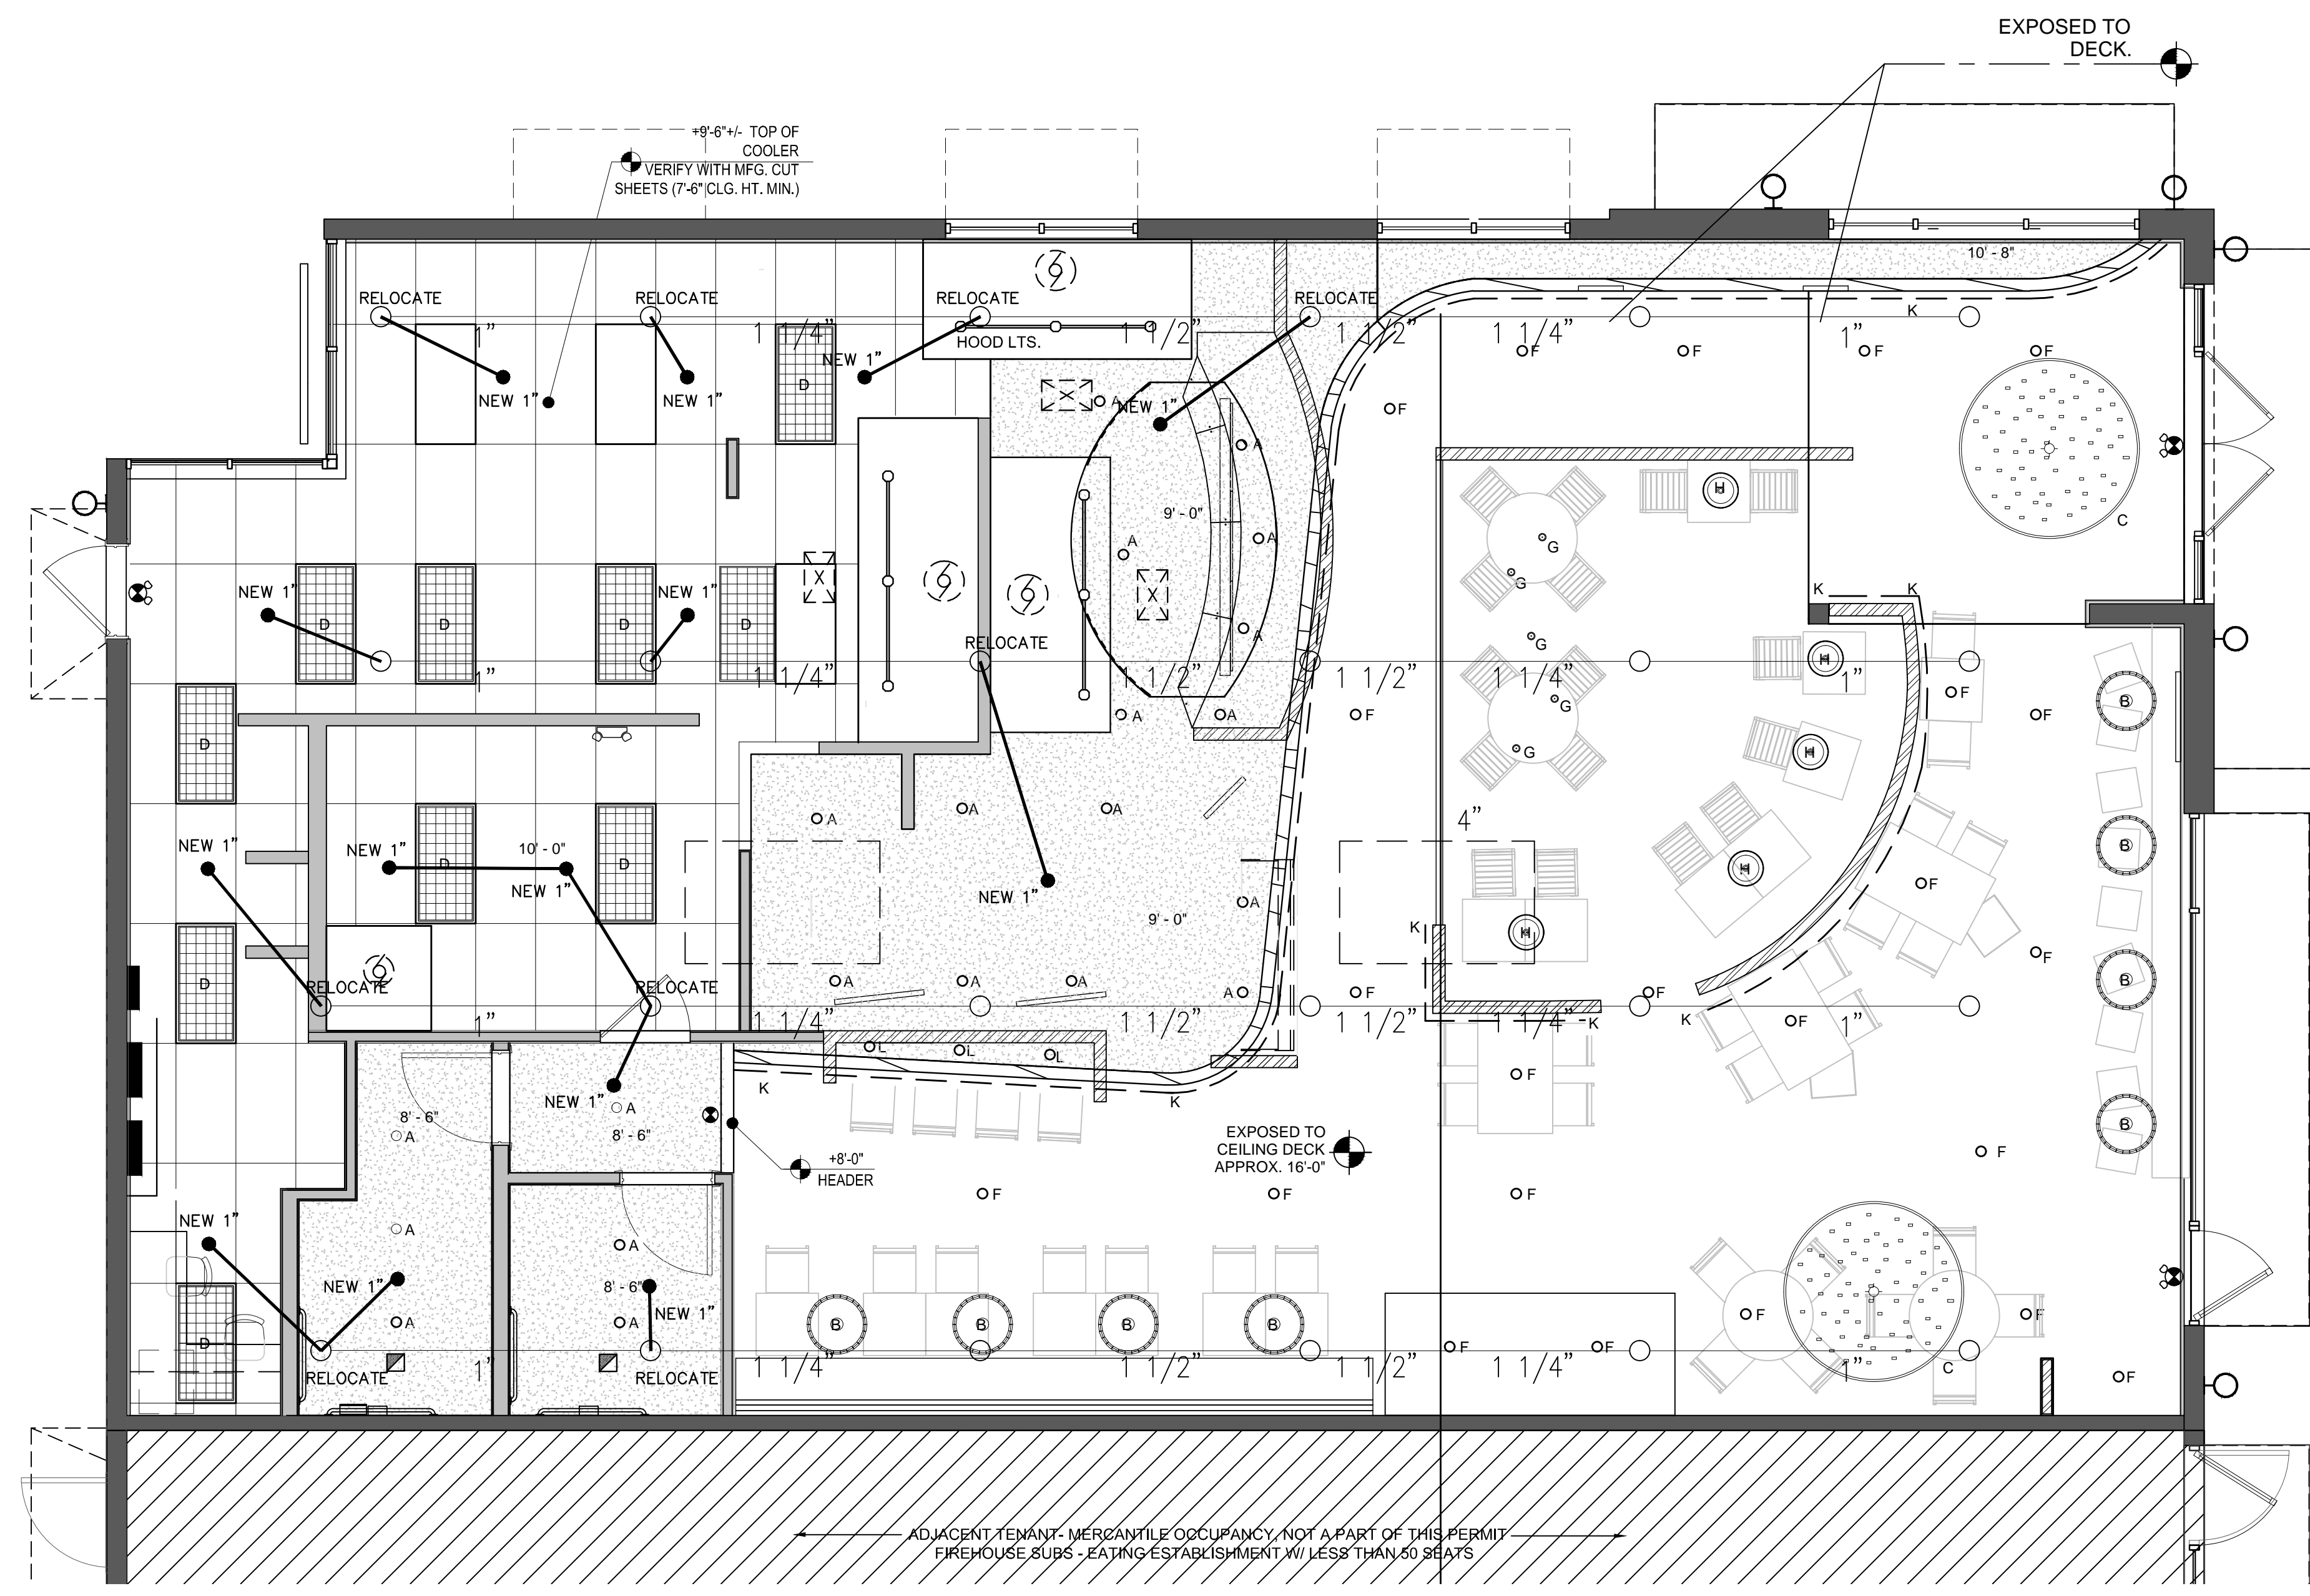 EXPOSED TO
DECK.
+9'-6"+/- TOP OF
COOLER
VERIFY WITH MFG. CUT
SHEETS (7'-6" CLG. HT. MIN.)
10' - 8"
RELOCATE
RELOCATE
RELOCATE
RELOCATE
1"
1 1/4"
1 1/2"
1 1/2"
1 1/4"
1"
K
HOOD LTS.
NEW 1"
F
F
F
F
D
NEW 1"
NEW 1"
A
NEW 1"
F
A
H
9' - 0"
C
A
A
G
G
X
X
NEW 1"
NEW 1"
K
K
D
D
D
D
A
G
RELOCATE
H
1"
1 1/4"
1 1/2"
1 1/2"
1 1/4"
1"
F
G
B
A
A
F
F
D
G
H
A
A
A
4"
NEW 1"
NEW 1"
10' - 0"
B
D
D
H
NEW 1"
NEW 1"
F
A
9' - 0"
K
H
F
D
RELOCATE
RELOCATE
A
A
A
A
F
F
B
1"
1 1/4"
1 1/2"
1 1/2"
1 1/4"
K
K
F
1"
L
L
L
F
K
K
NEW 1"
A
8' - 6"
A
8' - 6"
B
EXPOSED TO
CEILING DECK
APPROX. 16'-0"
F
+8'-0"
HEADER
F
F
F
NEW 1"
A
A
NEW 1"
8' - 6"
NEW 1"
A
A
B
B
B
B
F
F
D
F
F
1"
1 1/4"
1 1/2"
1 1/2"
1 1/4"
1"
C
RELOCATE
RELOCATE
F
ADJACENT TENANT- MERCANTILE OCCUPANCY, NOT A PART OF THIS PERMIT
FIREHOUSE SUBS - EATING ESTABLISHMENT W/ LESS THAN 50 SEATS